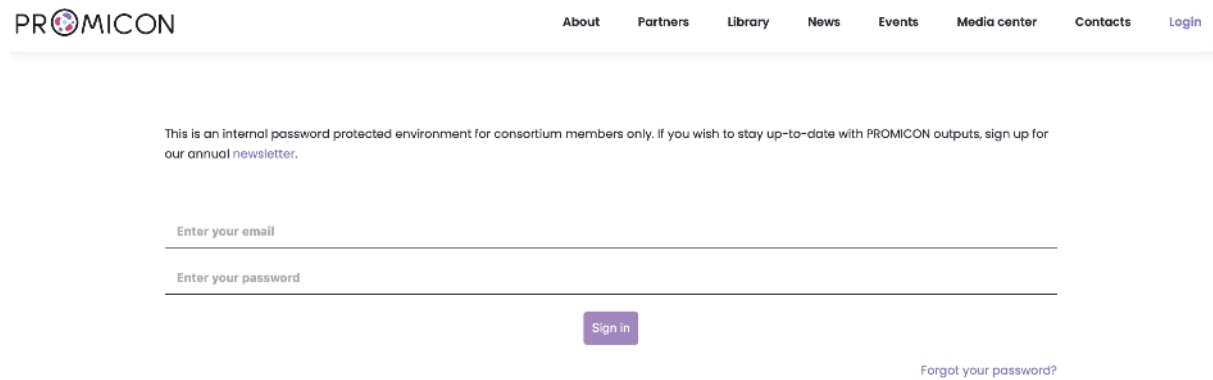 PROMICON
About Partners Library News Events Media center Contacts Login
This is an internal password protected environment for consortium members only. If you wish to stay up-to-date with PROMICON outputs, sign up for
our annual newsletter.
Enter your email
Enter your password
Sign in
Forgot your password?